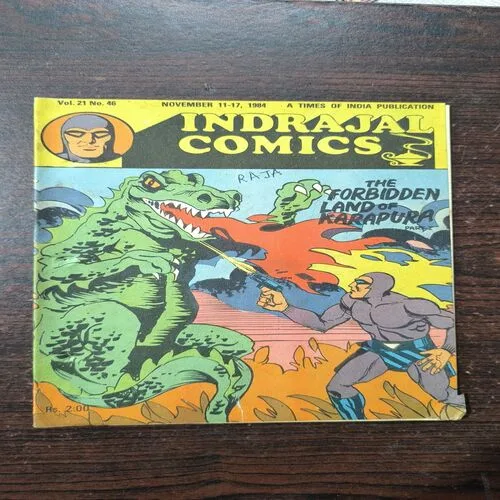 Vol. 21 No. 46
NOVEMBER 11-17, 1984
A TIMES OF INDIA PUBLICATION
INDRAJAL
COMICS
RAJA
THE
FORBIDDEN
LAND OF
KARAPURA
PART-
Rs. 2.00